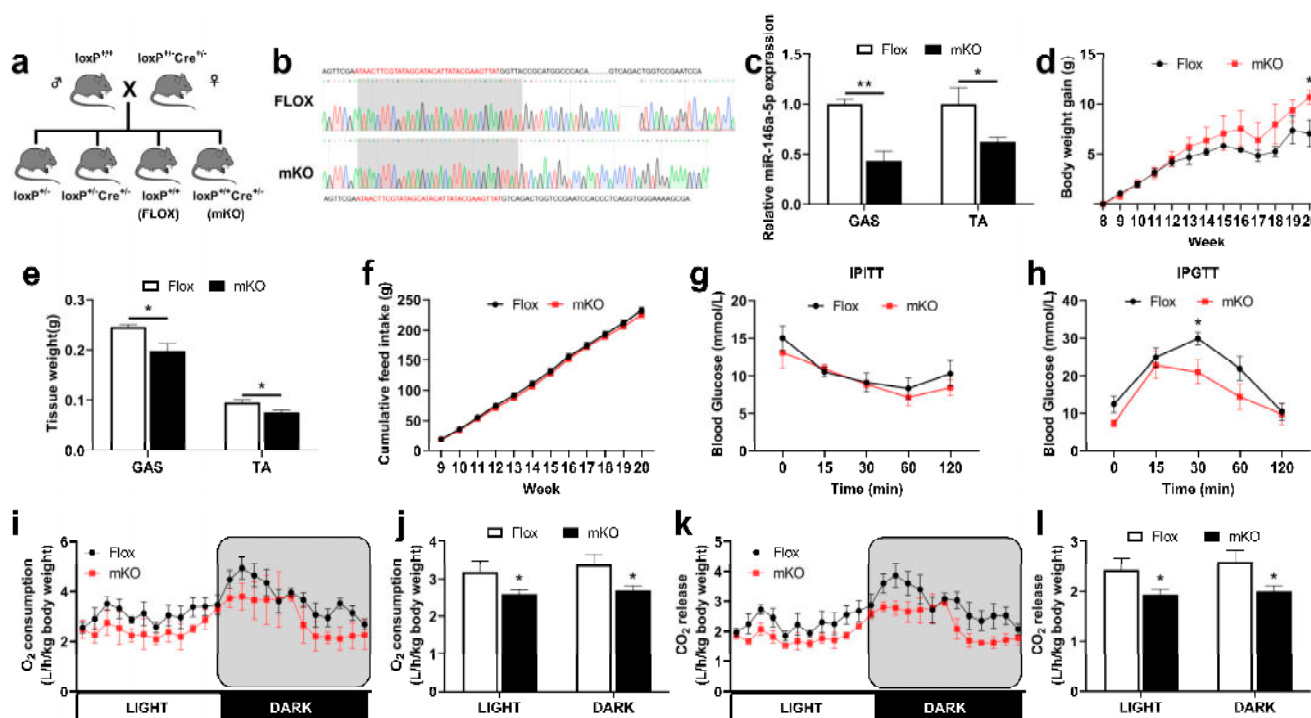 a
loxP+/+
loxP+/-Cre+/-
♂
X
♀
loxP+/-
loxP+/-Cre+/-
loxP+/+
(FLOX)
loxP+/+Cre+/-
(mKO)
b
AGTTCGAATAACTTCGTATAGCATACATTATACGAAGTTATGGTTACCGCATGGCCCACA......GTCAGACTGGTCCGAATCCA
FLOX
mKO
AGTTCGAATAACTTCGTATAGCATACATTATACGAAGTTATGTCAGACTGGTCCGAATCCACCCTCAGGTGGGAAAAGCGA
c
Relative miR-146a-5p expression
Flox
mKO
1.5
1.0
0.5
0.0
**
*
GAS
TA
d
Body weight gain (g)
Flox
mKO
15
10
5
0
*
8 9 10 11 12 13 14 15 16 17 18 19
Week
e
Tissue weight(g)
Flox
mKO
0.3
0.2
0.1
0.0
*
*
GAS
TA
f
Cumulative feed intake (g)
Flox
mKO
250
200
150
100
50
0
9 10 11 12 13 14 15 16 17 18 19 20
Week
g
IPITT
Blood Glucose (mmol/L)
Flox
mKO
20
15
10
5
0
0 15 30 60 120
Time (min)
h
IPGTT
Blood Glucose (mmol/L)
Flox
mKO
40
30
20
10
0
*
0 15 30 60 120
Time (min)
i
O2 consumption
(L/h/kg body weight)
Flox
mKO
6
4
2
0
LIGHT
DARK
j
O2 consumption
(L/h/kg body weight)
Flox
mKO
4
3
2
1
0
*
*
LIGHT
DARK
k
CO2 release
(L/h/kg body weight)
Flox
mKO
5
4
3
2
1
0
LIGHT
DARK
l
CO2 release
(L/h/kg body weight)
Flox
mKO
3
2
1
0
*
*
LIGHT
DARK